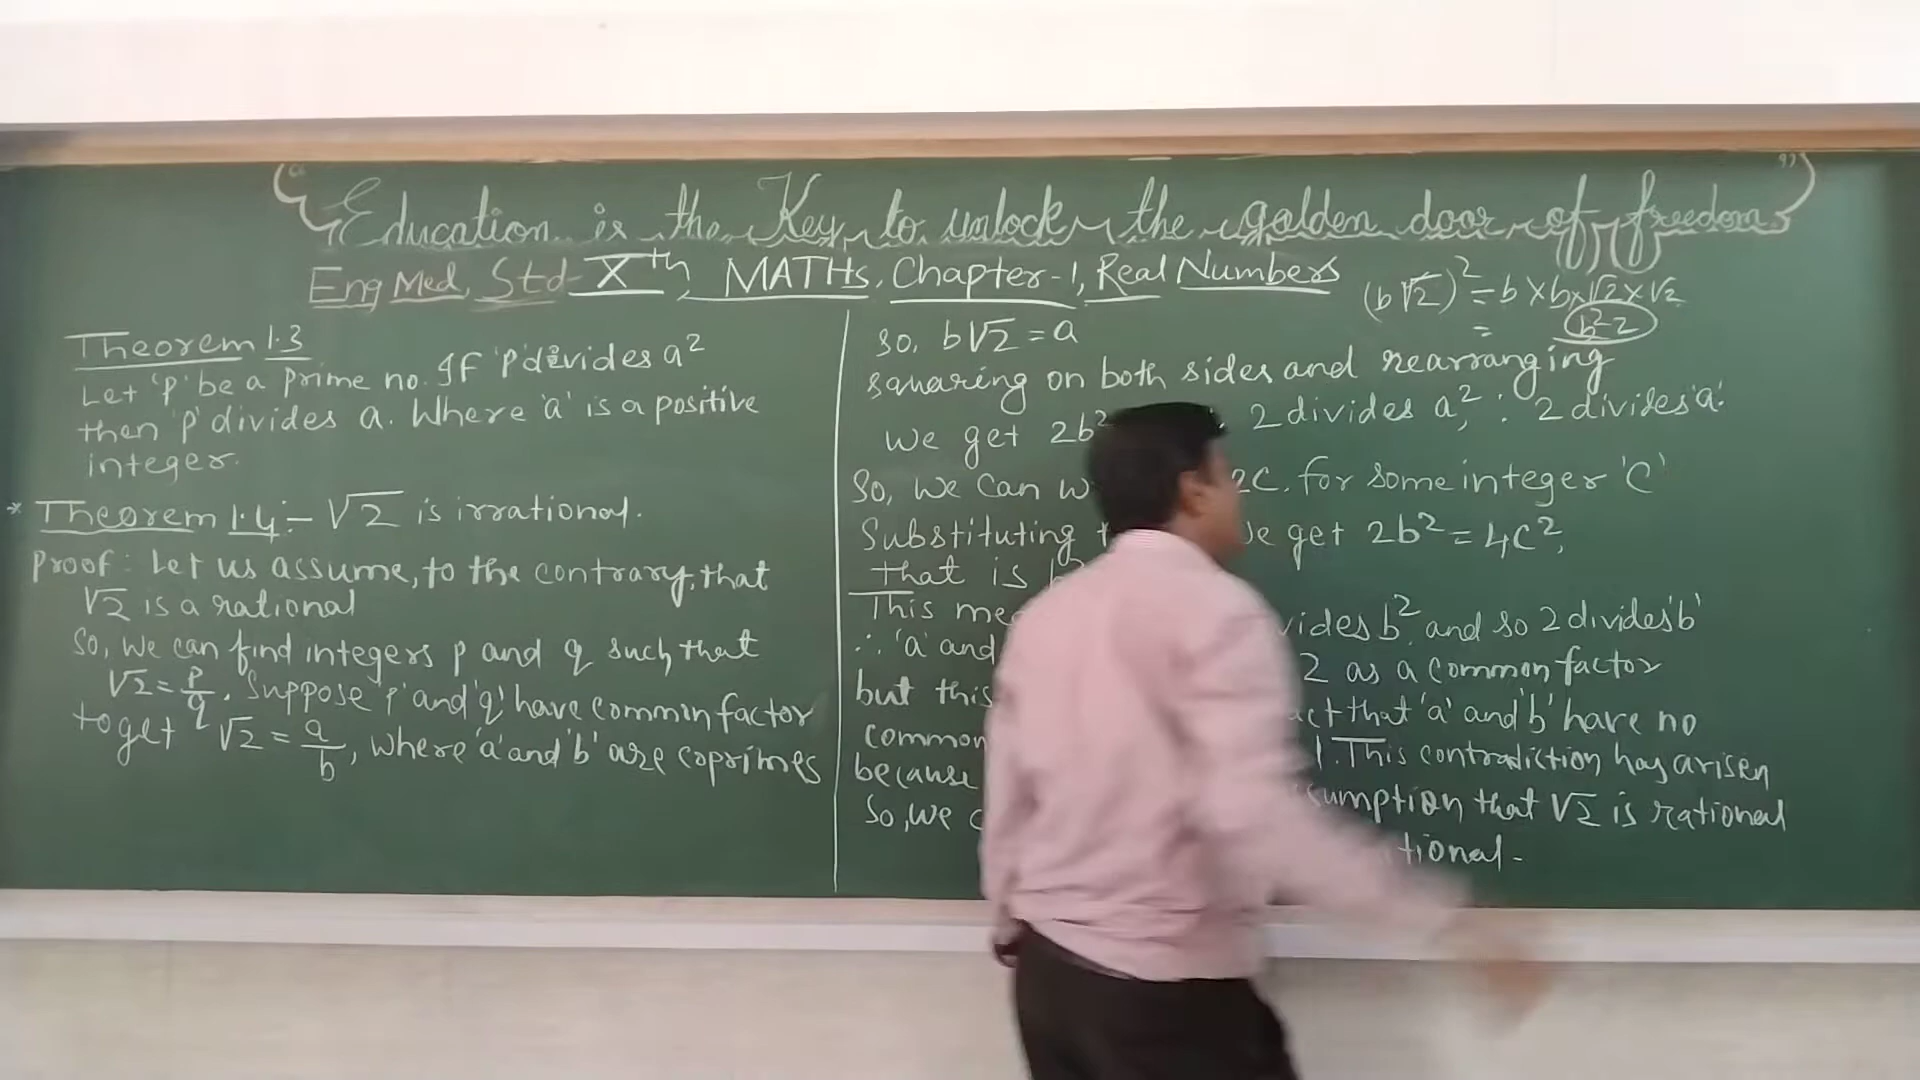 “ Education is the Key to unlock the golden door of freedom ”
Eng Med, Std - Xth, MATHs, Chapter-1, Real Numbers
Theorem 1.3
Let 'p' be a prime no. If 'p' divides a²
then 'p' divides a. Where 'a' is a positive
integer.
* Theorem 1.4:- √2 is irrational.
Proof: Let us assume, to the contrary, that
√2 is a rational
So, we can find integers p and q such that
√2 = p/q. Suppose 'p' and 'q' have common factor
to get √2 = a/b, where 'a' and 'b' are coprimes
(b√2)² = b×b×√2×√2
= b²·2
so, b√2 = a
squaring on both sides and rearranging
we get 2b² 2 divides a², ∴ 2 divides 'a'.
So, we can 2c. for some integer 'c'
Substituting get 2b² = 4c²,
That is
This b² and so 2 divides 'b'
∴ 'a' and 2 as a common factor
but this that 'a' and 'b' have no
common 1. This contradiction has arisen
because that √2 is rational
So, we